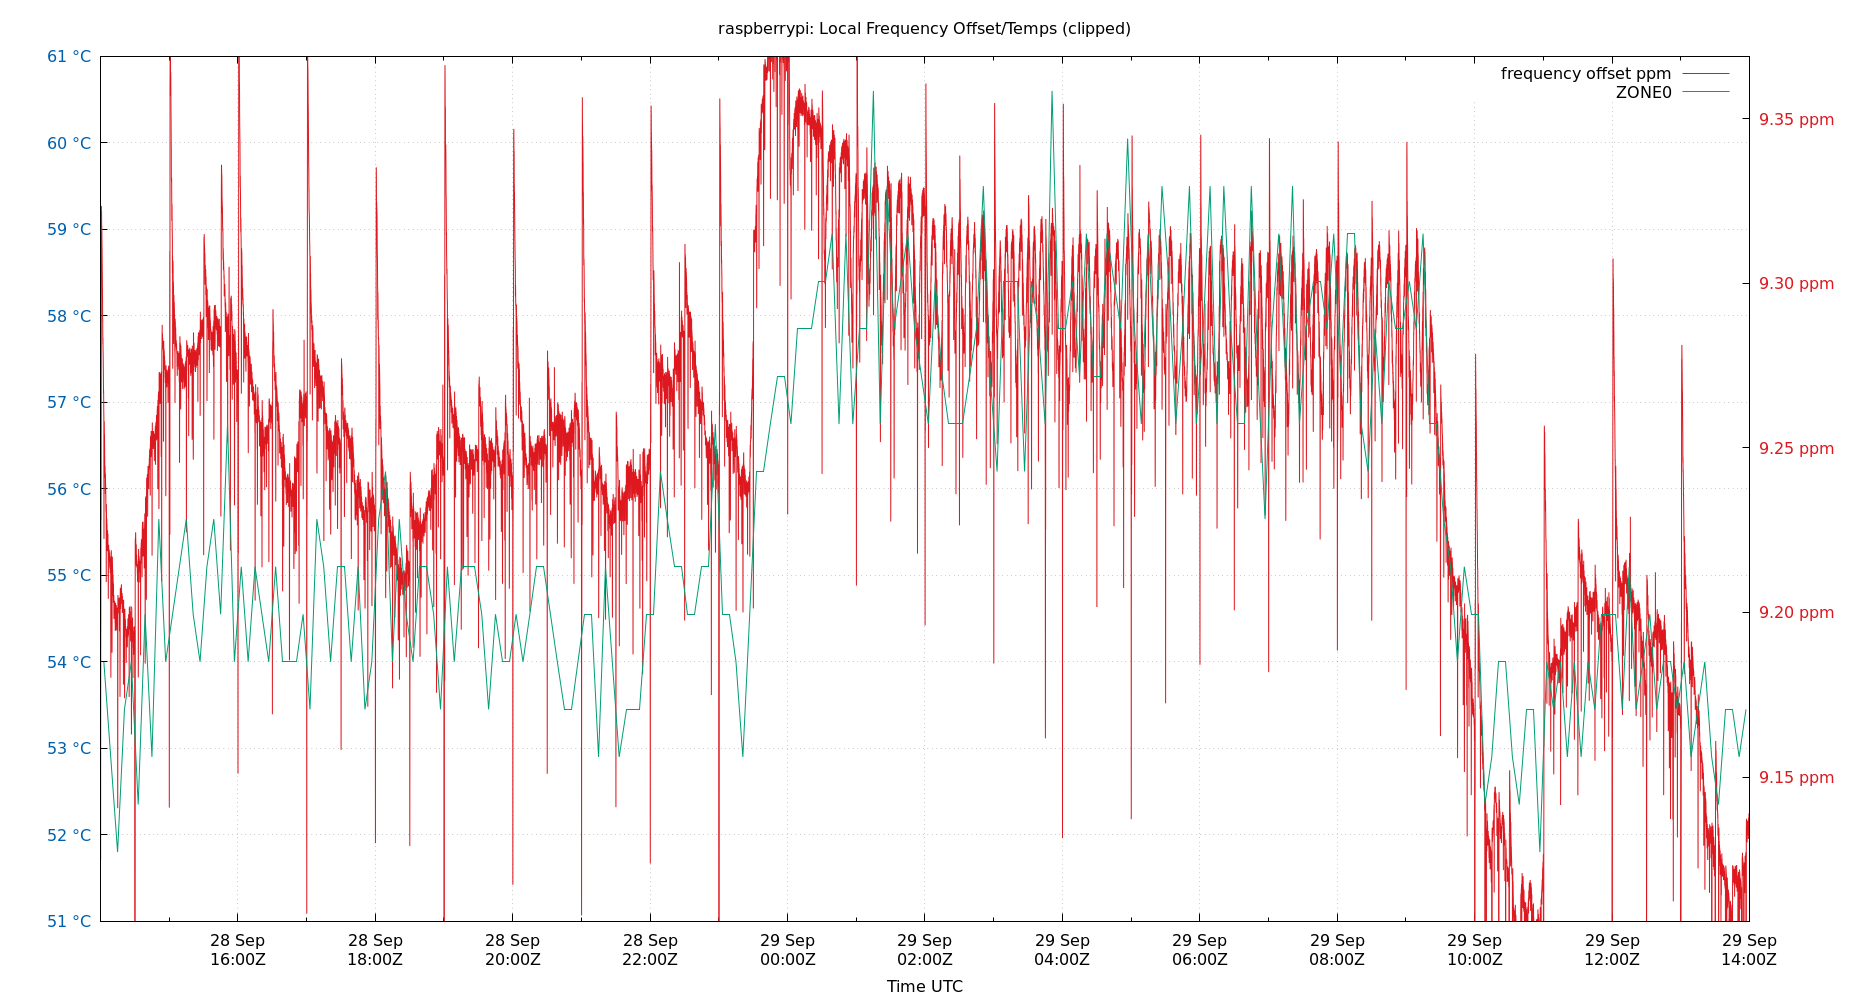 raspberrypi: Local Frequency Offset/Temps (clipped)
61 °C
60 °C
59 °C
58 °C
57 °C
56 °C
55 °C
54 °C
53 °C
52 °C
51 °C
frequency offset ppm
ZONE0
9.35 ppm
9.30 ppm
9.25 ppm
9.20 ppm
9.15 ppm
28 Sep 28 Sep 28 Sep 28 Sep 29 Sep 29 Sep 29 Sep 29 Sep 29 Sep 29 Sep 29 Sep 29 Sep
16:00Z 18:00Z 20:00Z 22:00Z 00:00Z 02:00Z 04:00Z 06:00Z 08:00Z 10:00Z 12:00Z 14:00Z
Time UTC